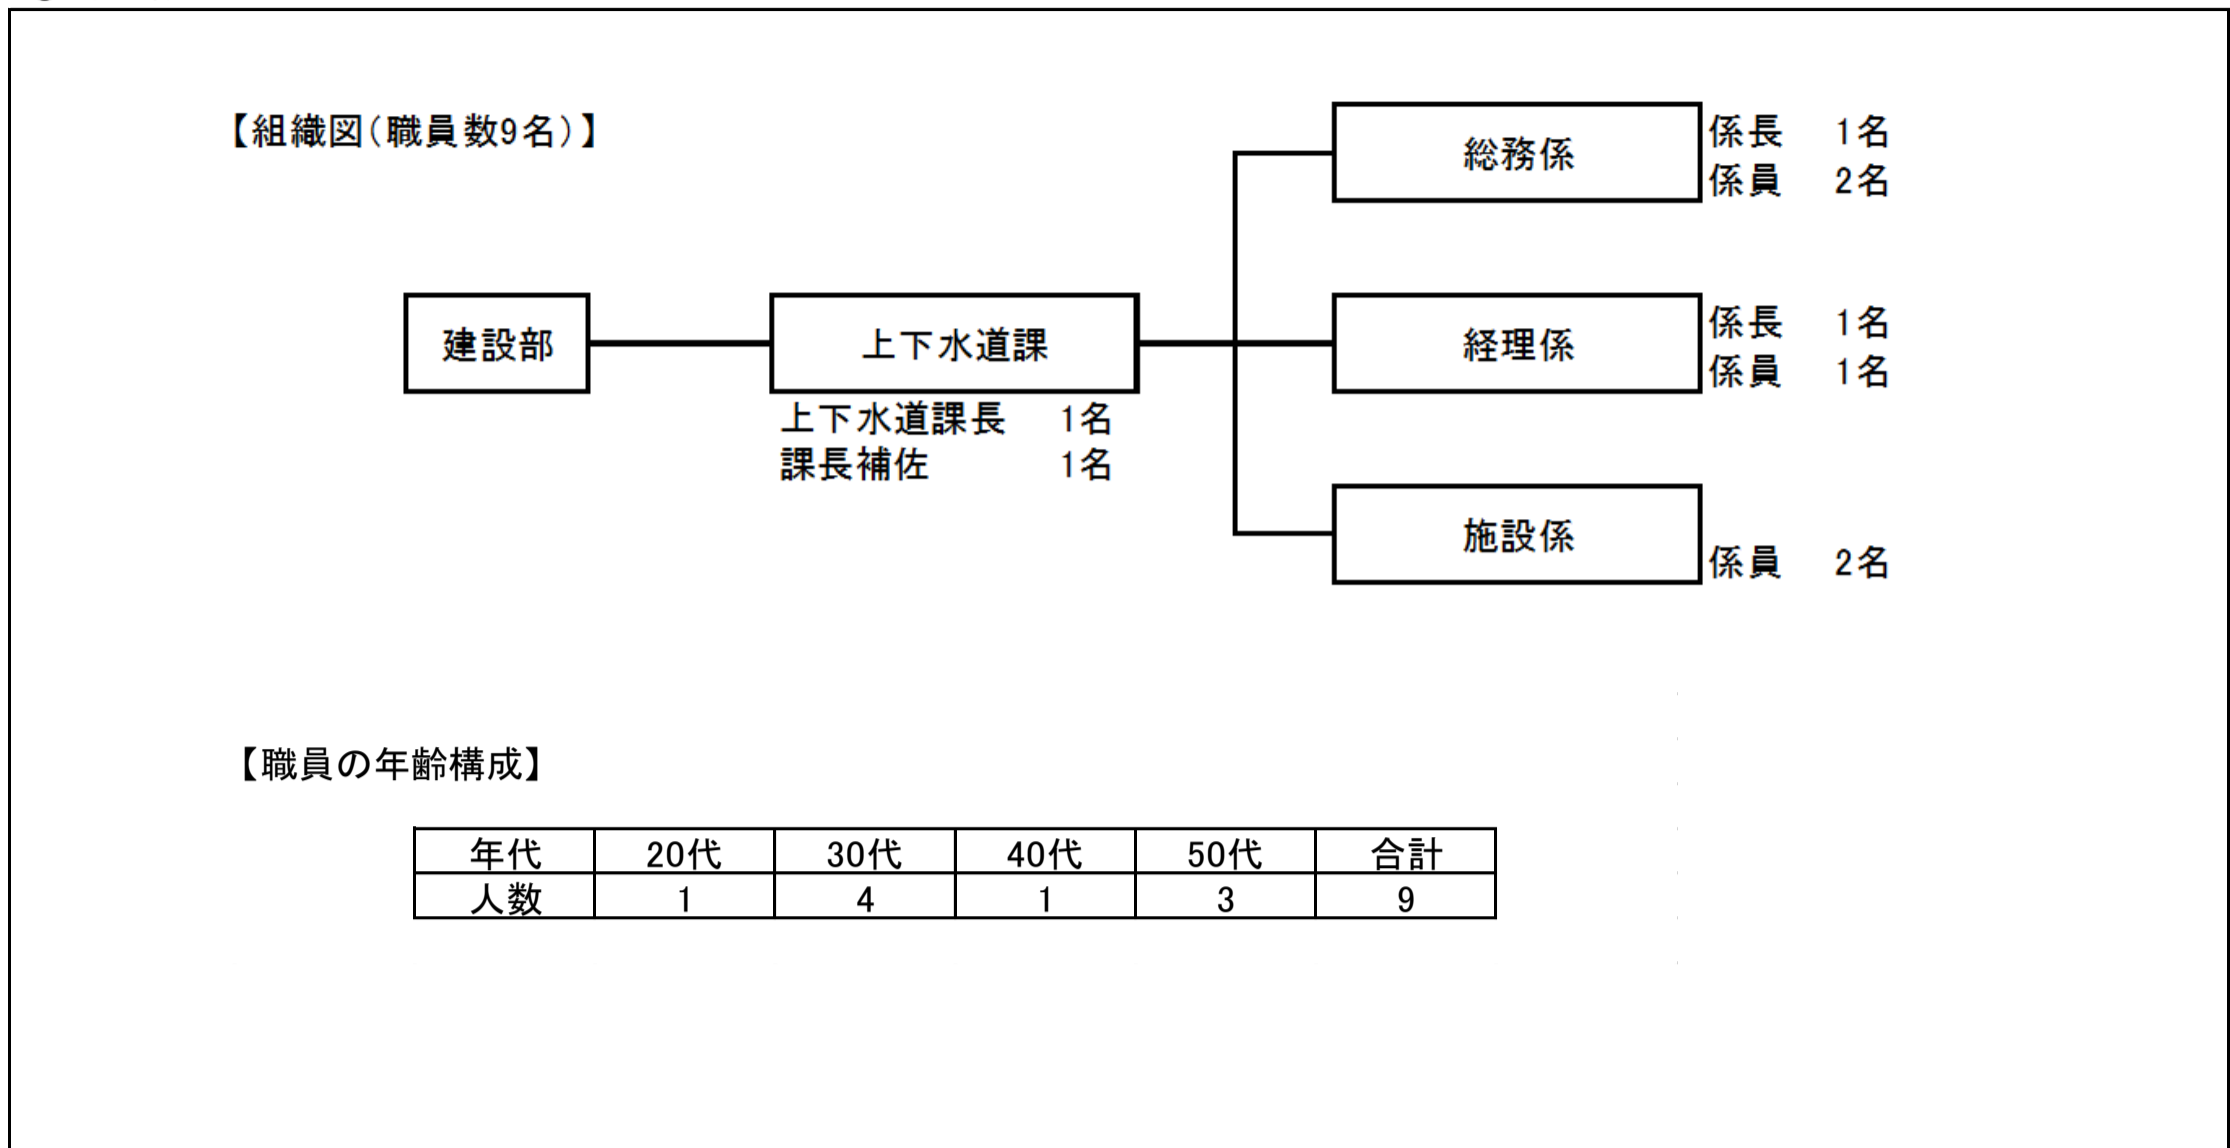 【組織図(職員数9名)】
総務係
係長 1名
係員 2名
建設部
上下水道課
上下水道課長 1名
課長補佐 1名
経理係
係長 1名
係員 1名
施設係
係員 2名
【職員の年齢構成】
年代 20代 30代 40代 50代 合計
人数 1 4 1 3 9